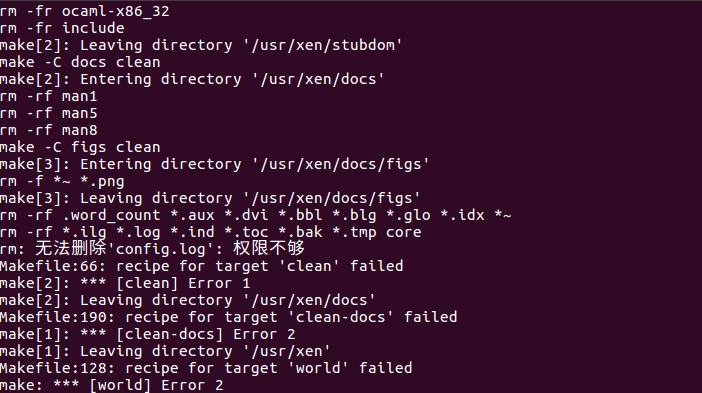 rm -fr ocaml-x86_32
rm -fr include
make[2]: Leaving directory '/usr/xen/stubdom'
make -C docs clean
make[2]: Entering directory '/usr/xen/docs'
rm -rf man1
rm -rf man5
rm -rf man8
make -C figs clean
make[3]: Entering directory '/usr/xen/docs/figs'
rm -f *~ *.png
make[3]: Leaving directory '/usr/xen/docs/figs'
rm -rf .word_count *.aux *.dvi *.bbl *.blg *.glo *.idx *~
rm -rf *.ilg *.log *.ind *.toc *.bak *.tmp core
rm: 无法删除'config.log': 权限不够
Makefile:66: recipe for target 'clean' failed
make[2]: *** [clean] Error 1
make[2]: Leaving directory '/usr/xen/docs'
Makefile:190: recipe for target 'clean-docs' failed
make[1]: *** [clean-docs] Error 2
make[1]: Leaving directory '/usr/xen'
Makefile:128: recipe for target 'world' failed
make: *** [world] Error 2